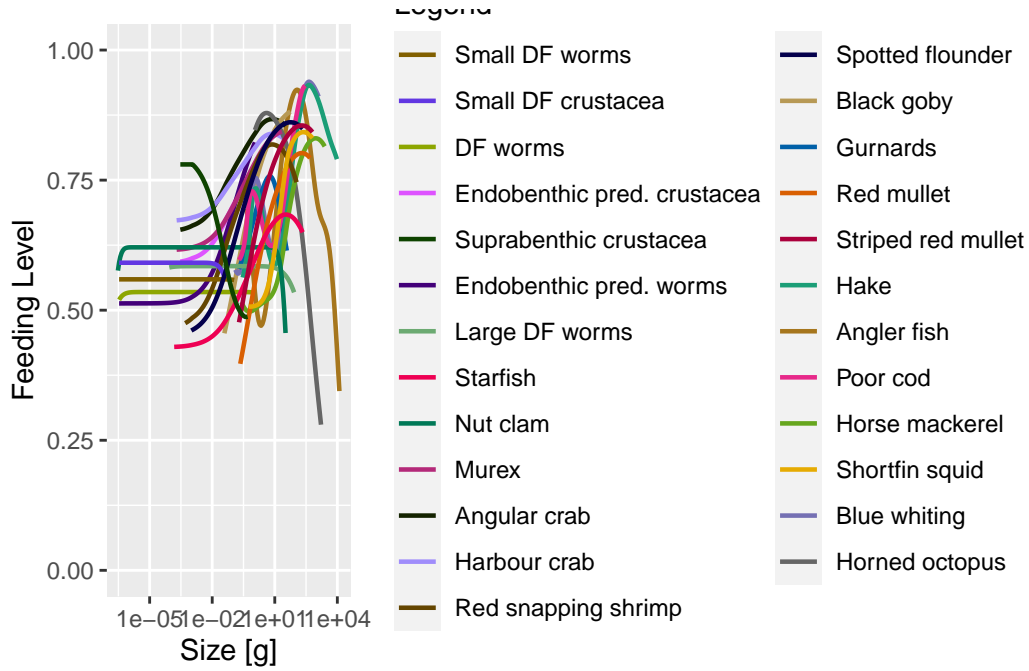 Legend
1.00
0.75
0.50
0.25
0.00
Feeding Level
1e−05
1e−02
1e+01
1e+04
Size [g]
Small DF worms
Small DF crustacea
DF worms
Endobenthic pred. crustacea
Suprabenthic crustacea
Endobenthic pred. worms
Large DF worms
Starfish
Nut clam
Murex
Angular crab
Harbour crab
Red snapping shrimp
Spotted flounder
Black goby
Gurnards
Red mullet
Striped red mullet
Hake
Angler fish
Poor cod
Horse mackerel
Shortfin squid
Blue whiting
Horned octopus